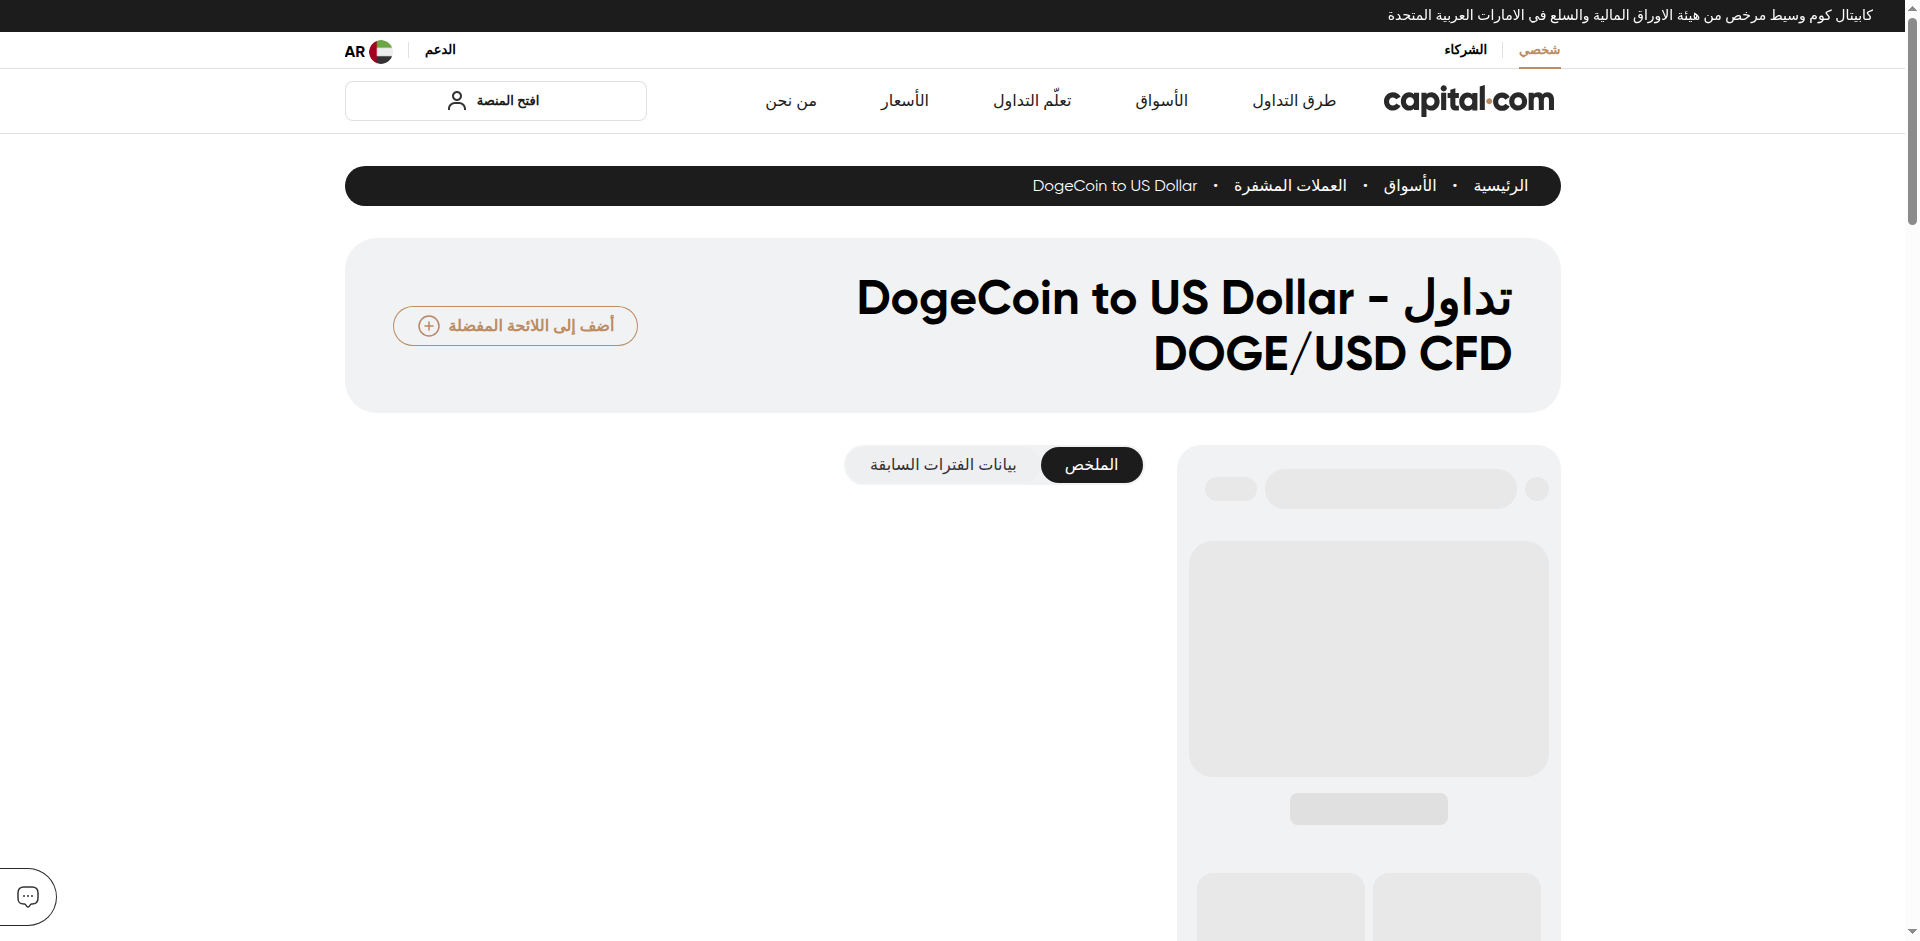 كابيتال كوم وسيط مرخص من هيئة الاوراق المالية والسلع في الامارات العربية المتحدة
شخصي
الشركاء
الدعم
AR
capital.com
طرق التداول
الأسواق
تعلّم التداول
الأسعار
من نحن
افتح المنصة
الرئيسية • الأسواق • العملات المشفرة • DogeCoin to US Dollar
تداول DogeCoin to US Dollar -
DOGE/USD CFD
أضف إلى اللائحة المفضلة
الملخص
بيانات الفترات السابقة